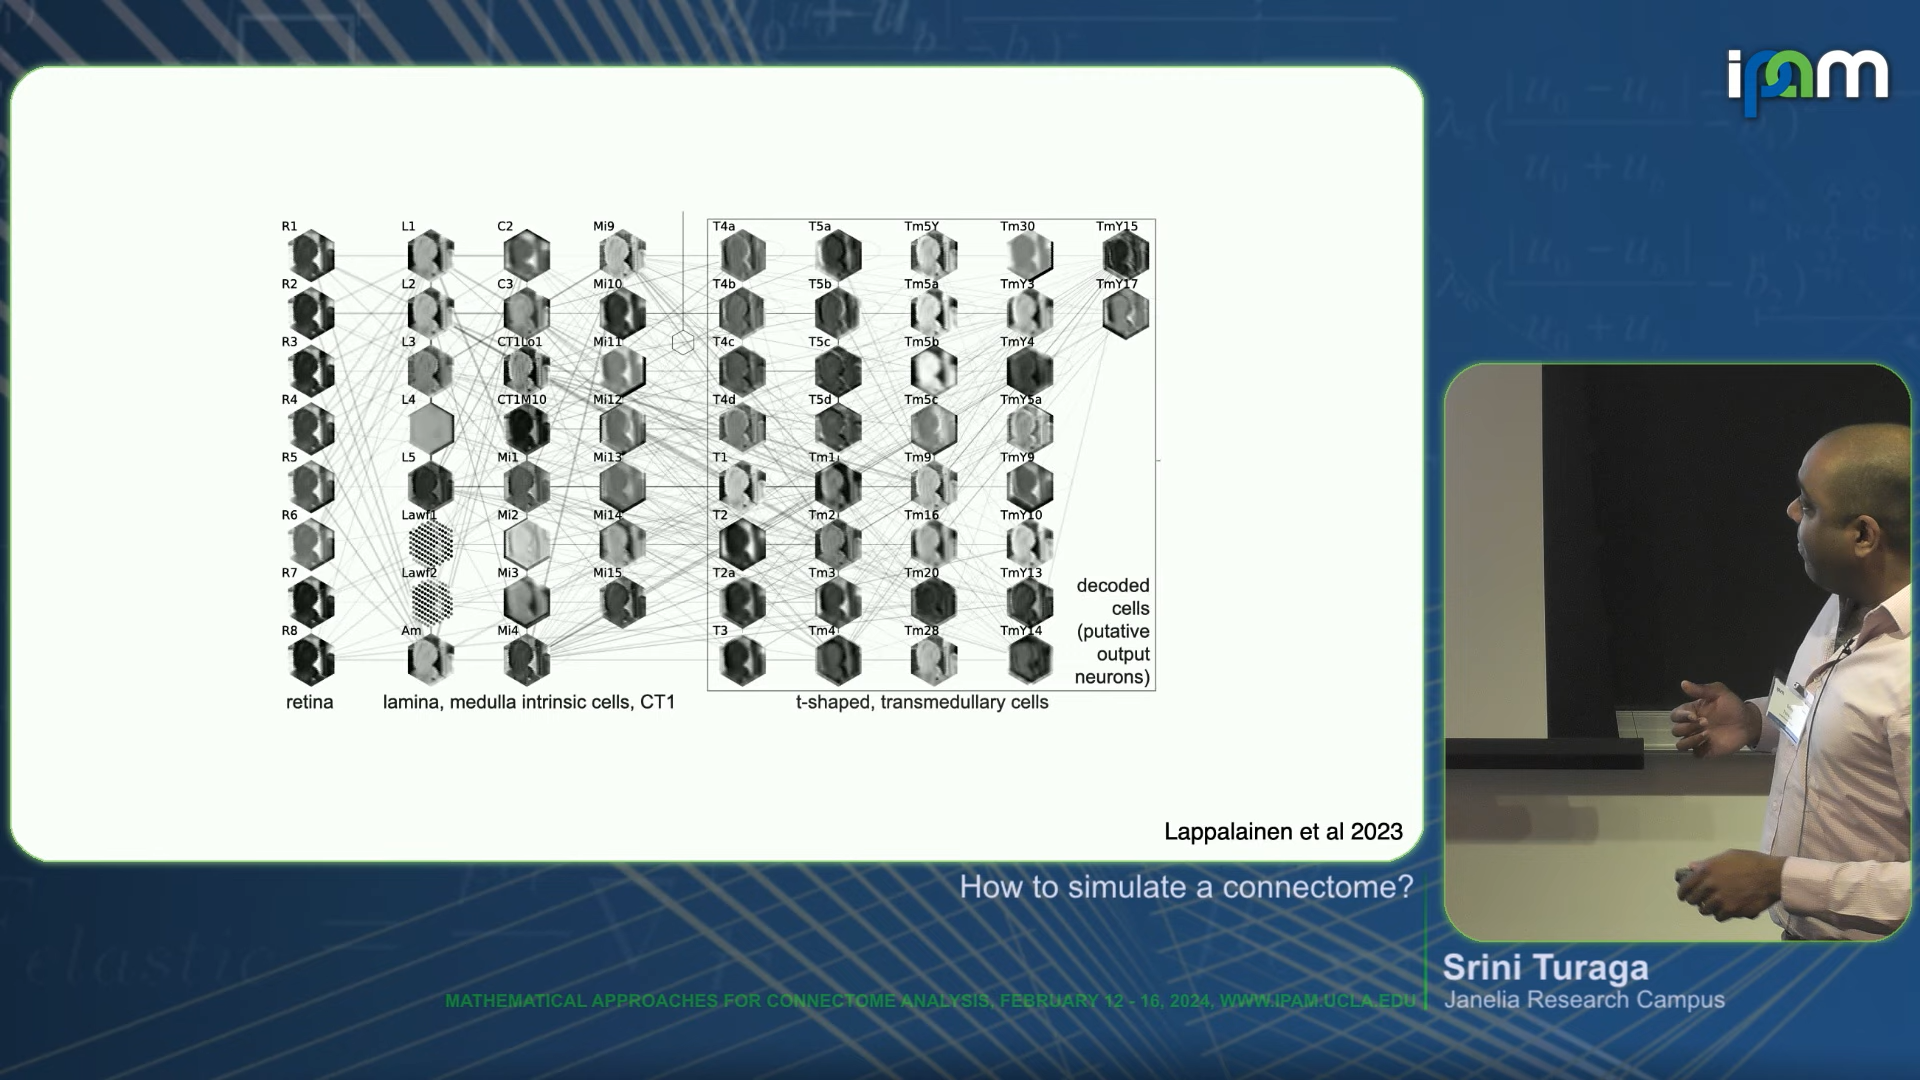 ipam
R1 L1 C2 Mi9 T4a T5a Tm5Y Tm30 TmY15
R2 L2 C3 Mi10 T4b T5b Tm5a TmY3 TmY17
R3 L3 CT1Lo1 Mi11 T4c T5c Tm5b TmY4
R4 L4 CT1M10 Mi12 T4d T5d Tm5c TmY5a
R5 L5 Mi1 Mi13 T1 Tm1 Tm9 TmY9
R6 Lawf1 Mi2 Mi14 T2 Tm2 Tm16 TmY10
R7 Lawf2 Mi3 Mi15 T2a Tm3 Tm20 TmY13
R8 Am Mi4 T3 Tm4 Tm28 TmY14
decoded
cells
(putative
output
neurons)
retina lamina, medulla intrinsic cells, CT1 t-shaped, transmedullary cells
Lappalainen et al 2023
How to simulate a connectome?
Srini Turaga
Janelia Research Campus
MATHEMATICAL APPROACHES FOR CONNECTOME ANALYSIS, FEBRUARY 12 - 16, 2024, WWW.IPAM.UCLA.EDU
elastic